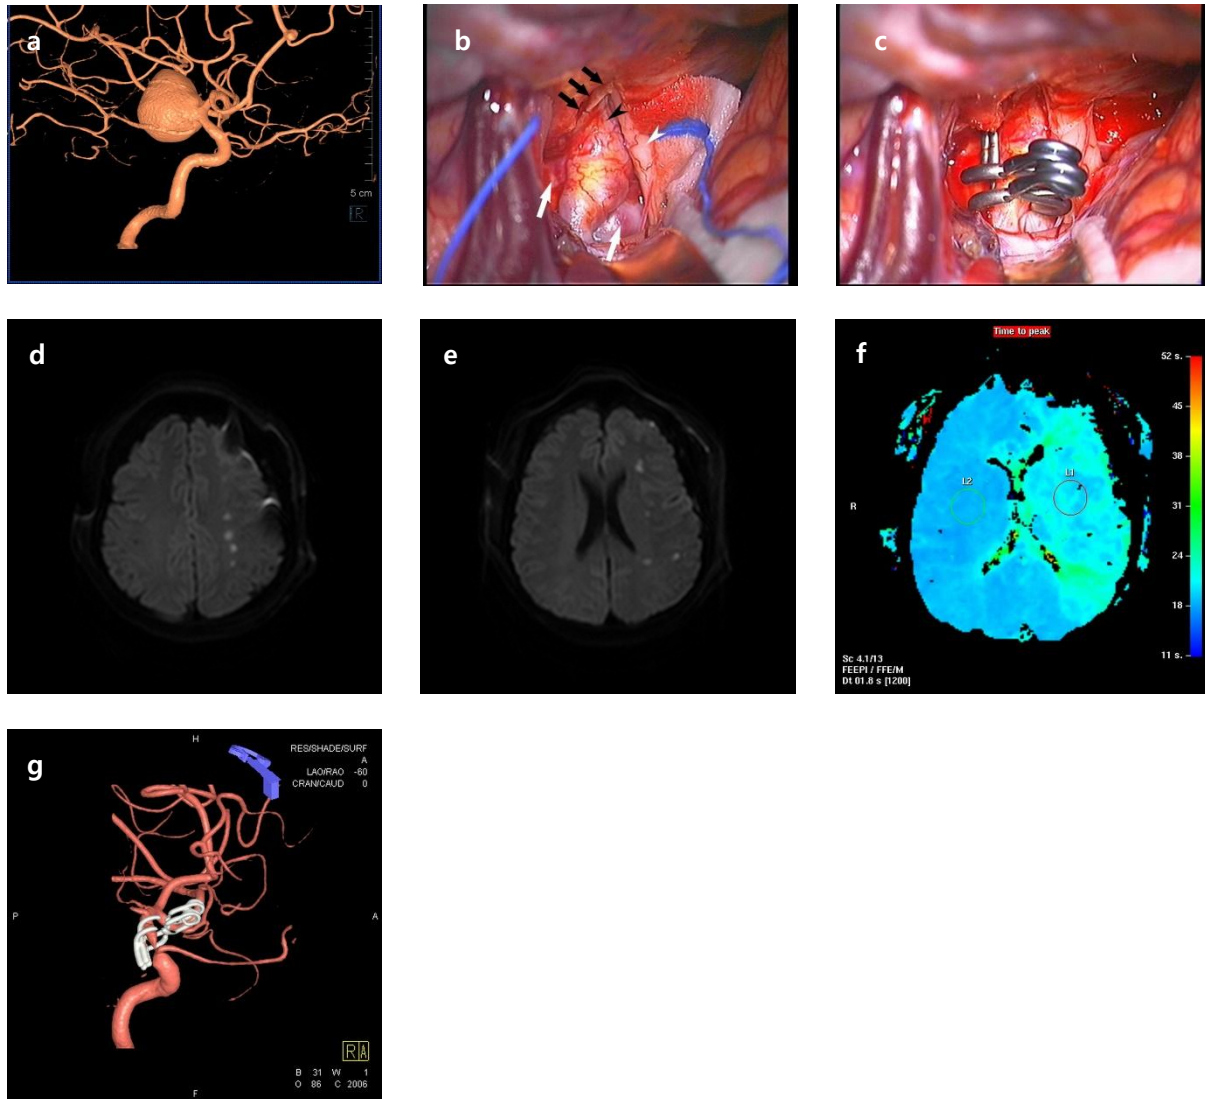 a
5 cm
R
b
c
d
e
f
Time to peak
52 s.
45
38
31
24
18
11 s.
L2
L1
R
Sc 4.1/13
FEEPI / FFE/M
Dt 01.8 s [1200]
g
H
RES/SHADE/SURF
A
LAO/RAO -60
CRAN/CAUD 0
P
A
RA
B 31 W 1
O 86 C 2006
F